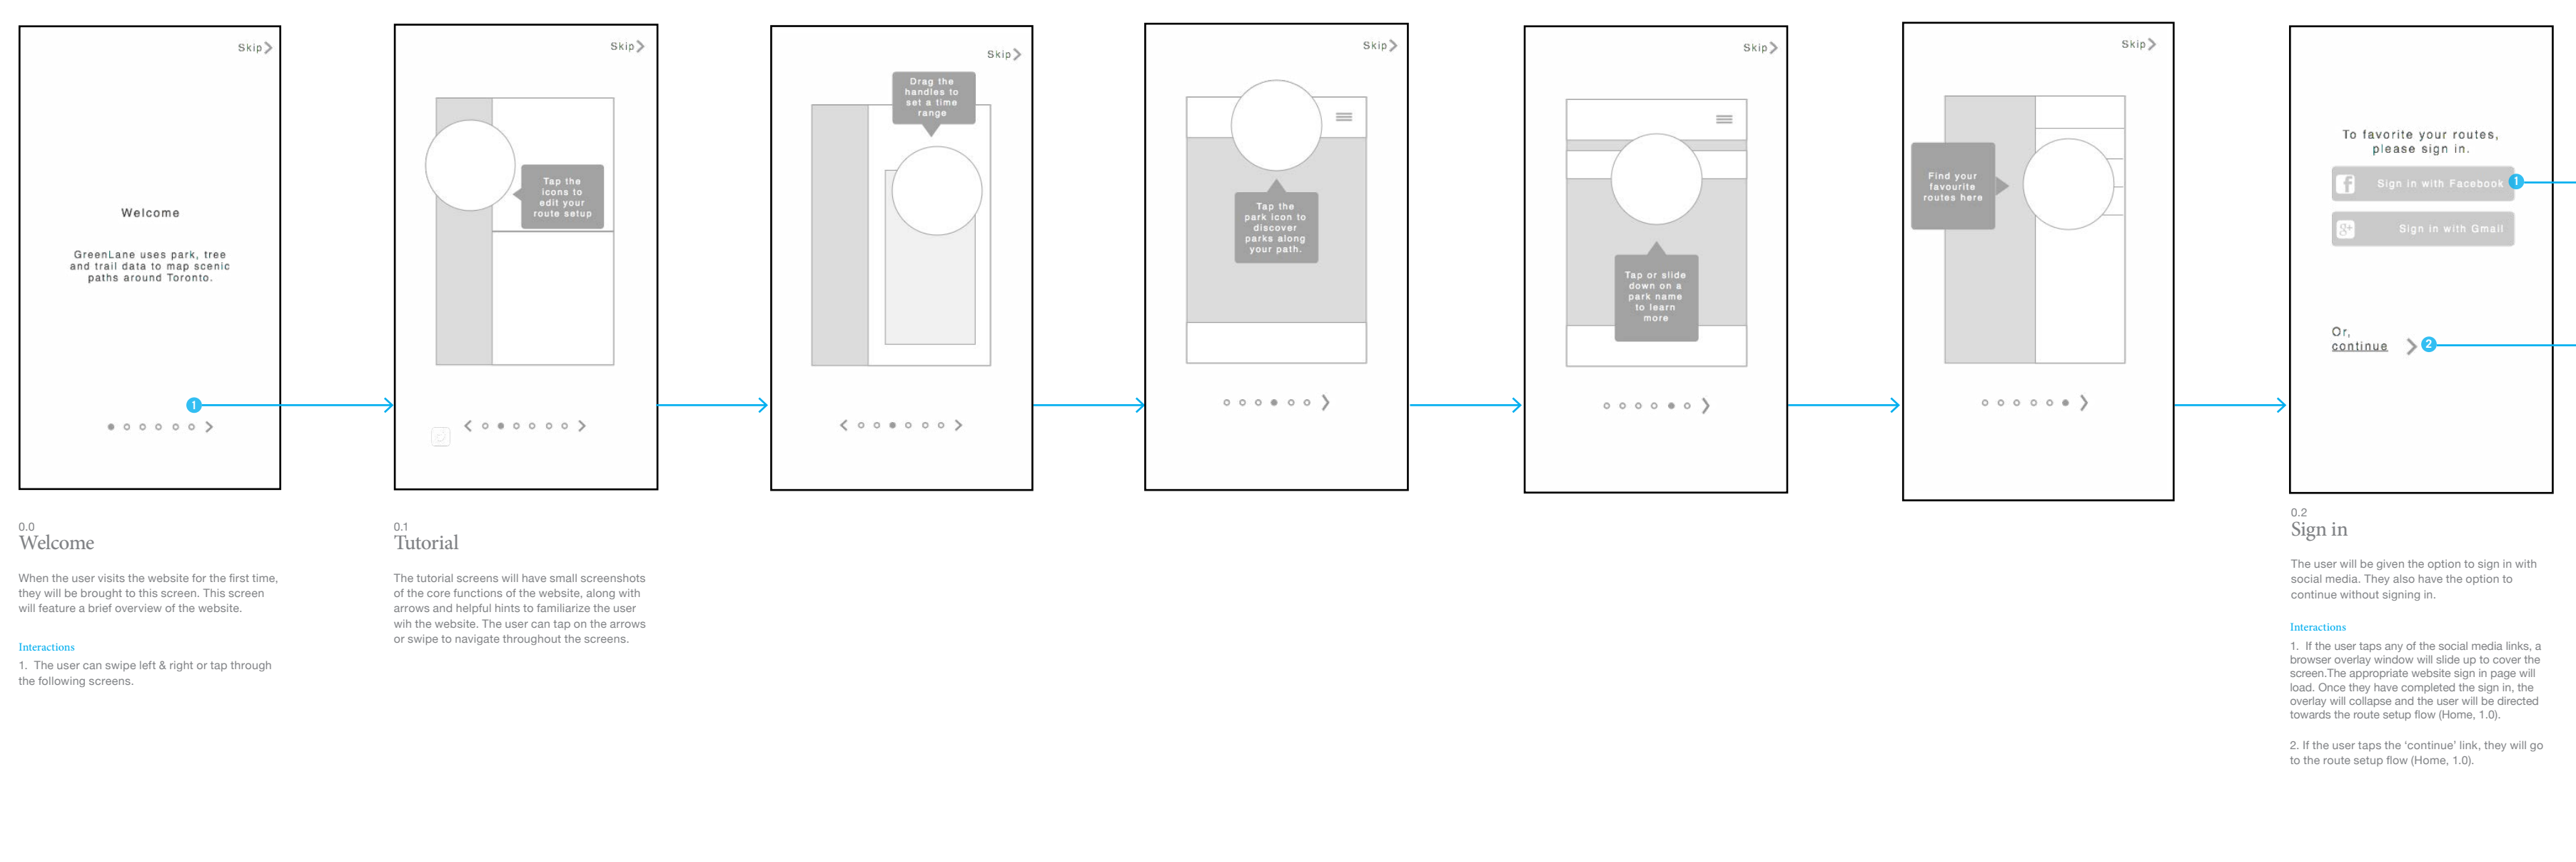 Skip
Welcome
GreenLane uses park, tree
and trail data to map scenic
paths around Toronto.
1
0.0
Welcome
When the user visits the website for the first time,
they will be brought to this screen. This screen
will feature a brief overview of the website.
Interactions
1. The user can swipe left & right or tap through
the following screens.
Skip
Tap the
icons to
edit your
route setup
0.1
Tutorial
The tutorial screens will have small screenshots
of the core functions of the website, along with
arrows and helpful hints to familiarize the user
wih the website. The user can tap on the arrows
or swipe to navigate throughout the screens.
Skip
Drag the
handles to
set a time
range
Skip
Tap the
park icon to
discover
parks along
your path.
Skip
Tap or slide
down on a
park name
to learn
more
Skip
Find your
favourite
routes here
To favorite your routes,
please sign in.
f
Sign in with Facebook
1
g+
Sign in with Gmail
Or,
continue
2
0.2
Sign in
The user will be given the option to sign in with
social media. They also have the option to
continue without signing in.
Interactions
1. If the user taps any of the social media links, a
browser overlay window will slide up to cover the
screen.The appropriate website sign in page will
load. Once they have completed the sign in, the
overlay will collapse and the user will be directed
towards the route setup flow (Home, 1.0).
2. If the user taps the ‘continue’ link, they will go
to the route setup flow (Home, 1.0).